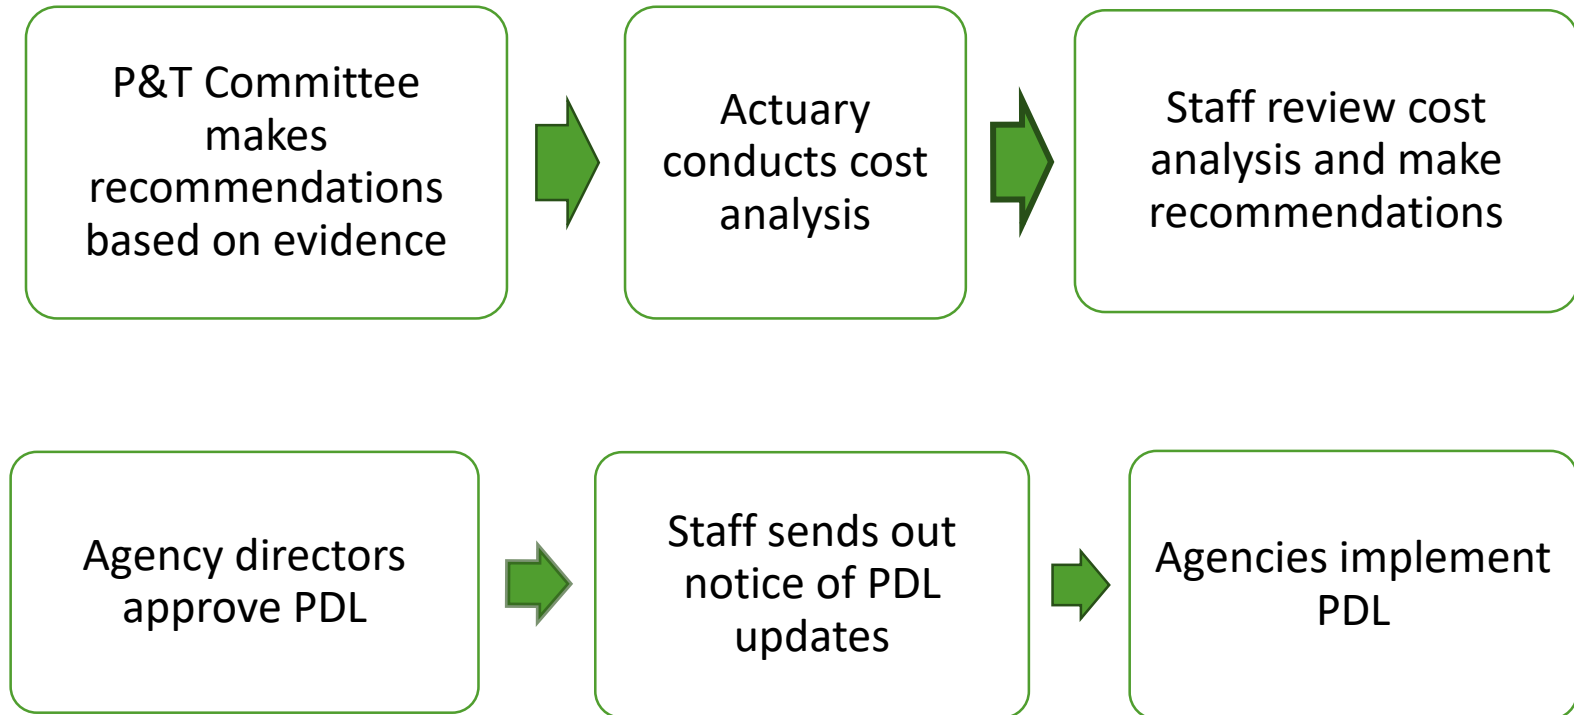 P&T Committee
makes
recommendations
based on evidence
Actuary
conducts cost
analysis
Staff review cost
analysis and make
recommendations
Agency directors
approve PDL
Staff sends out
notice of PDL
updates
Agencies implement
PDL